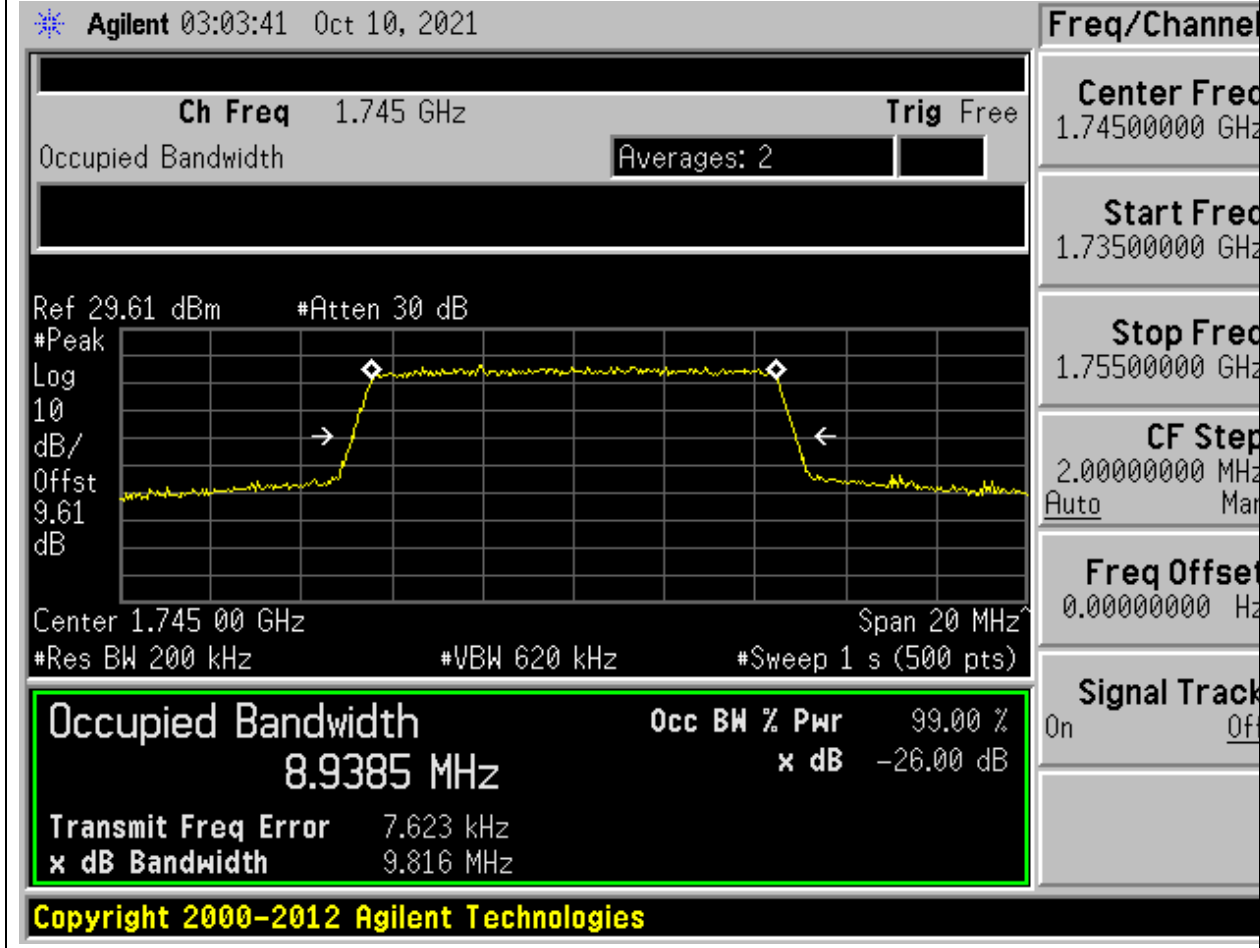 Agilent 03:03:41 Oct 10, 2021
Freq/Channel
Ch Freq 1.745 GHz Trig Free
Occupied Bandwidth Averages: 2
Center Freq
1.74500000 GHz
Start Freq
1.73500000 GHz
Stop Freq
1.75500000 GHz
CF Step
2.00000000 MHz
Auto Man
Freq Offset
0.00000000 Hz
Signal Track
On Off
Ref 29.61 dBm #Atten 30 dB
#Peak
Log
10
dB/
Offst
9.61
dB
Center 1.745 00 GHz Span 20 MHz^
#Res BW 200 kHz #VBW 620 kHz #Sweep 1 s (500 pts)
Occupied Bandwidth Occ BW % Pwr 99.00 %
8.9385 MHz x dB -26.00 dB
Transmit Freq Error 7.623 kHz
x dB Bandwidth 9.816 MHz
Copyright 2000-2012 Agilent Technologies